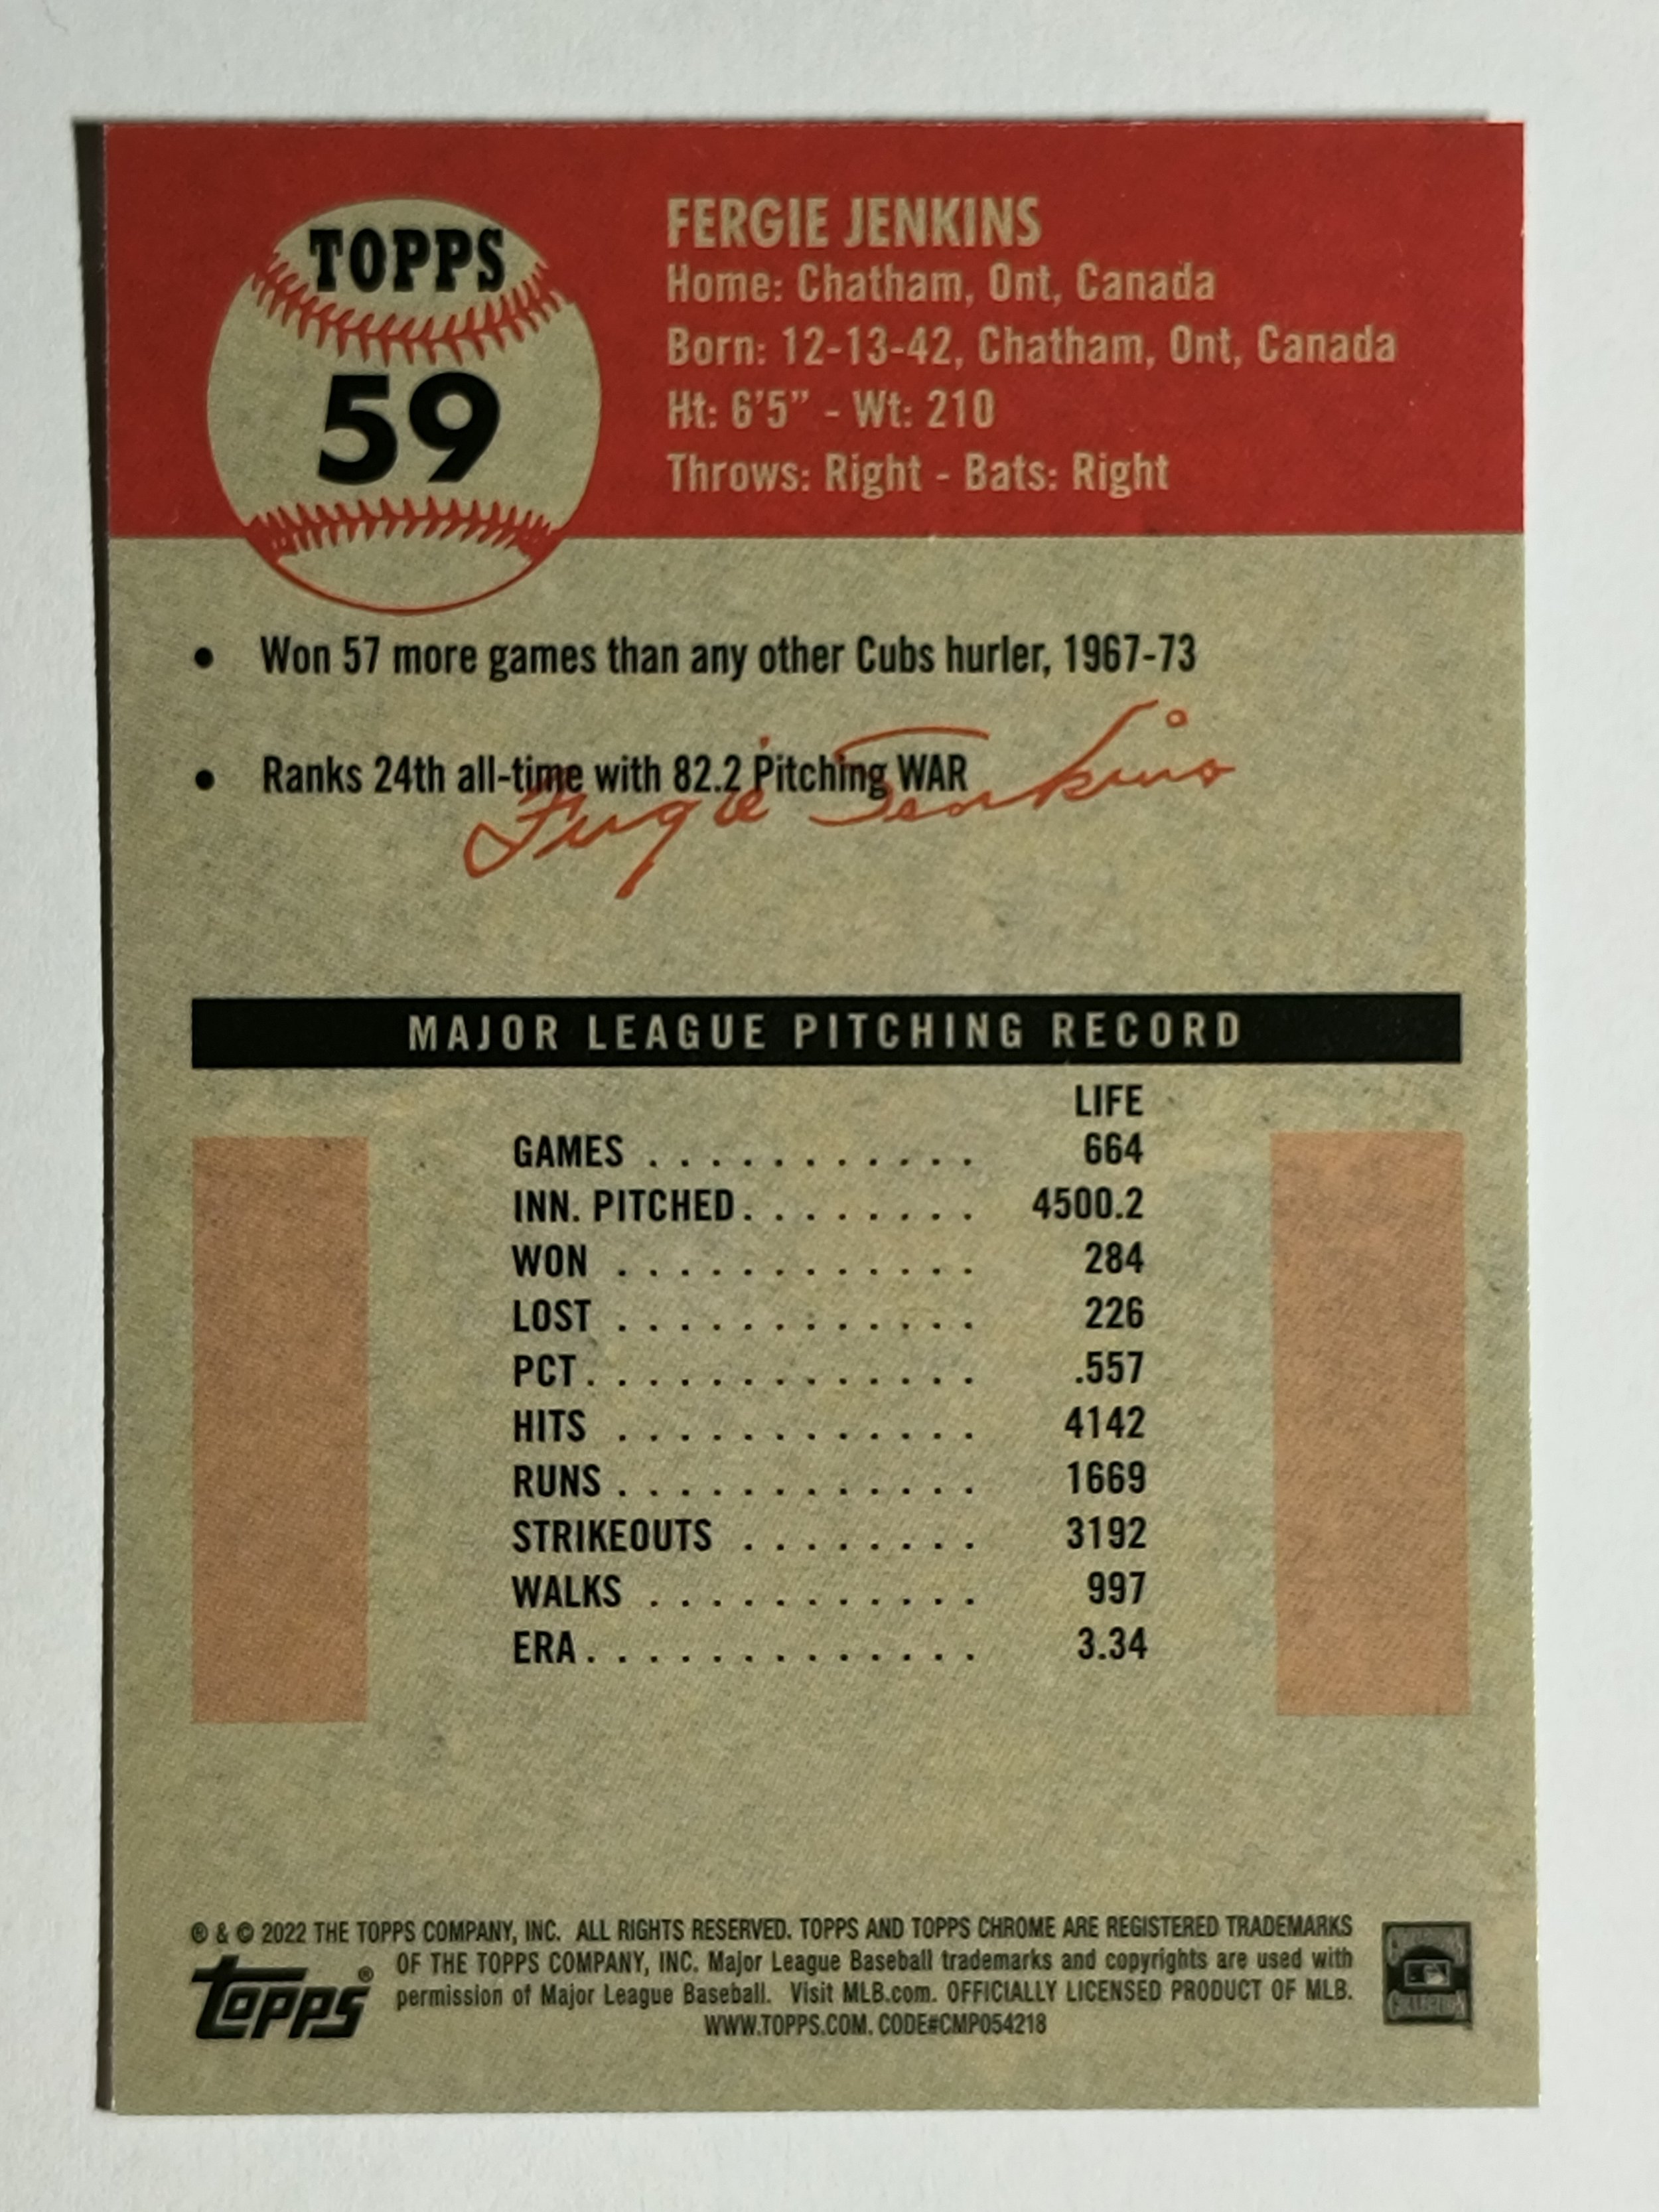 TOPPS
59
FERGIE JENKINS
Home: Chatham, Ont, Canada
Born: 12-13-42, Chatham, Ont, Canada
Ht: 6'5” - Wt: 210
Throws: Right - Bats: Right
• Won 57 more games than any other Cubs hurler, 1967-73
• Ranks 24th all-time with 82.2 Pitching WAR
Fergie Jenkins
MAJOR LEAGUE PITCHING RECORD
LIFE
GAMES . . . . . . . . . . . 664
INN. PITCHED. . . . . . . . 4500.2
WON . . . . . . . . . . . . 284
LOST . . . . . . . . . . . . 226
PCT. . . . . . . . . . . . . .557
HITS . . . . . . . . . . . . 4142
RUNS . . . . . . . . . . . . 1669
STRIKEOUTS . . . . . . . . 3192
WALKS . . . . . . . . . . . 997
ERA. . . . . . . . . . . . . 3.34
® & © 2022 THE TOPPS COMPANY, INC. ALL RIGHTS RESERVED. TOPPS AND TOPPS CHROME ARE REGISTERED TRADEMARKS
OF THE TOPPS COMPANY, INC. Major League Baseball trademarks and copyrights are used with
permission of Major League Baseball. Visit MLB.com. OFFICIALLY LICENSED PRODUCT OF MLB.
WWW.TOPPS.COM. CODE#CMP054218
topps®
COLLECTION